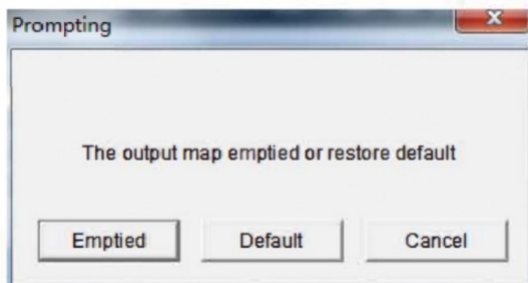 Prompting
The output map emptied or restore default
Emptied Default Cancel